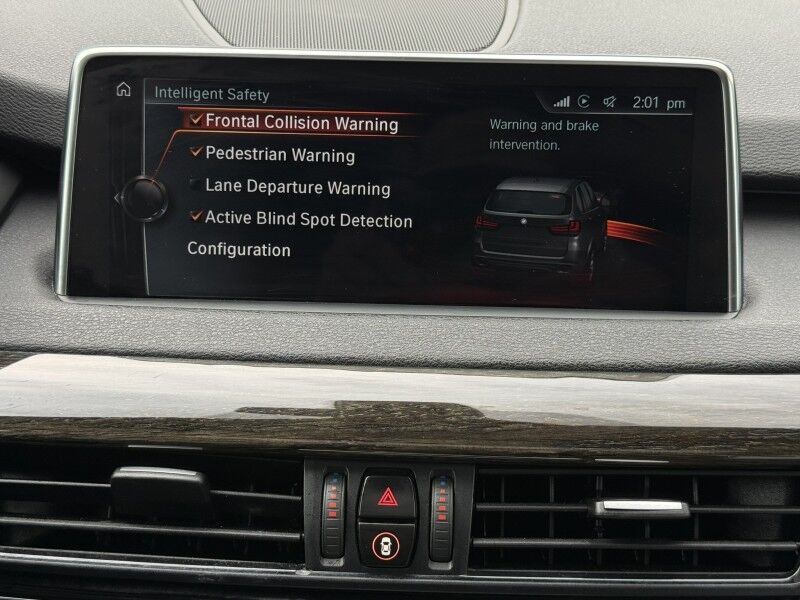 Intelligent Safety
2:01 pm
Frontal Collision Warning
Pedestrian Warning
Lane Departure Warning
Active Blind Spot Detection
Configuration
Warning and brake
intervention.